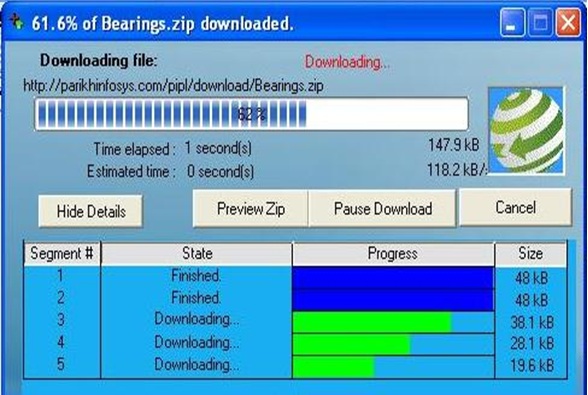 61.6% of Bearings.zip downloaded.
Downloading file: Downloading...
http://parikhinfosys.com/pipl/download/Bearings.zip
62 %
Time elapsed : 1 second(s) 147.9 kB
Estimated time : 0 second(s) 118.2 kB/
Hide Details Preview Zip Pause Download Cancel
Segment # State Progress Size
1 Finished. 48 kB
2 Finished. 48 kB
3 Downloading... 38.1 kB
4 Downloading... 28.1 kB
5 Downloading... 19.6 kB